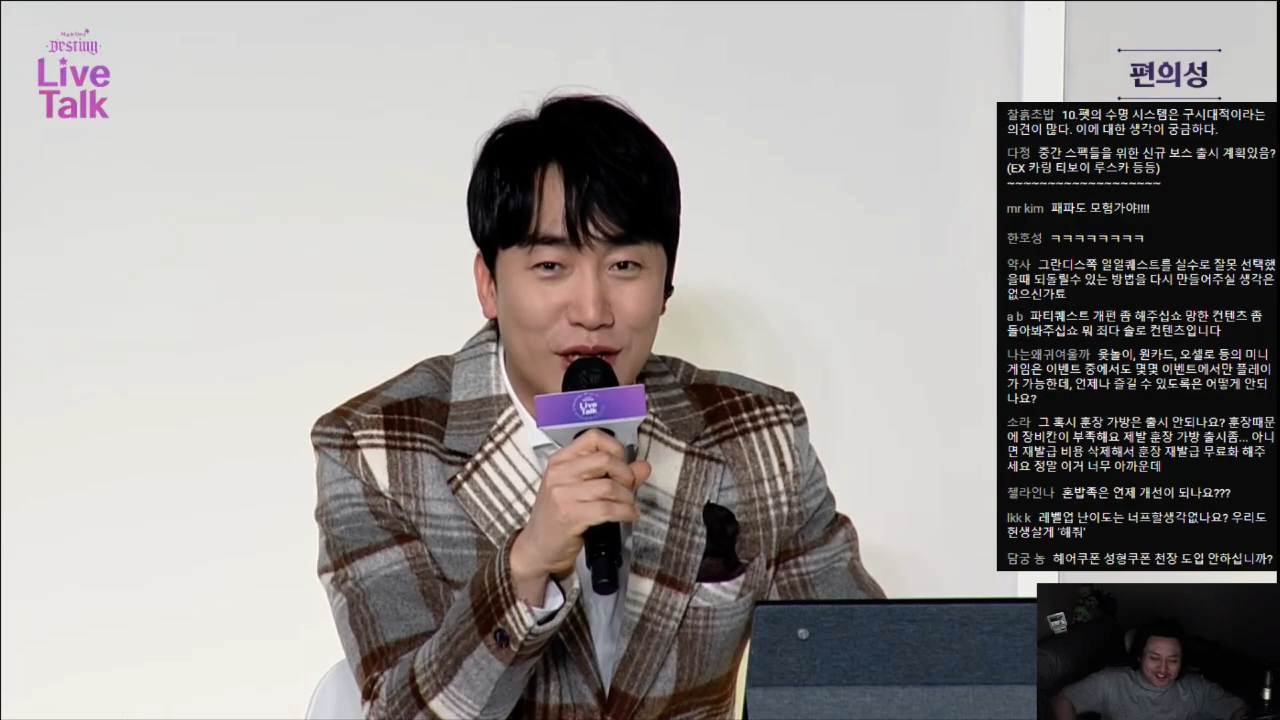 Destiny
Live
Talk
편의성
Live
Talk
찰흙초밥 10.펫의 수명 시스템은 구시대적이라는
의견이 많다. 이에 대한 생각이 궁금하다.
다정 중간 스펙들을 위한 신규 보스 출시 계획있음?
(EX 카링 티보이 루스카 등등)
~~~~~~~~~~~~~~~~~~~~
mr kim 패파도 모험가야!!!!
한호성 ㅋㅋㅋㅋㅋㅋㅋㅋ
약사 그란디스쪽 일일퀘스트를 실수로 잘못 선택했
을때 되돌릴수 있는 방법을 다시 만들어주실 생각은
없으신가툐
a b 파티퀘스트 개편 좀 해주십쇼 망한 컨텐츠 좀
돌아봐주십쇼 뭐 죄다 솔로 컨텐츠입니다
나는왜귀여울까 윷놀이, 원카드, 오셀로 등의 미니
게임은 이벤트 중에서도 몇몇 이벤트에서만 플레이
가 가능한데, 언제나 즐길 수 있도록은 어떻게 안되
나요?
소라 그 혹시 훈장 가방은 출시 안되나요? 훈장때문
에 장비칸이 부족해요 제발 훈장 가방 출시좀... 아니
면 재발급 비용 삭제해서 훈장 재발급 무료화 해주
세요 정말 이거 너무 아까운데
첼라인나 혼밥족은 언제 개선이 되나요???
lkk k 레벨업 난이도는 너프할생각없나요? 우리도
헌생살게 '해줘'
담궁 농 헤어쿠폰 성형쿠폰 천장 도입 안하십니까?